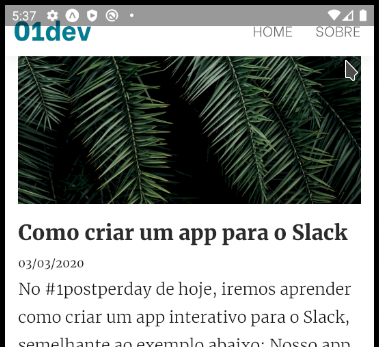 5:37
01dev HOME SOBRE
Como criar um app para o Slack
03/03/2020
No #1postperday de hoje, iremos aprender
como criar um app interativo para o Slack,
semelhante ao exemplo abaixo: Nosso app